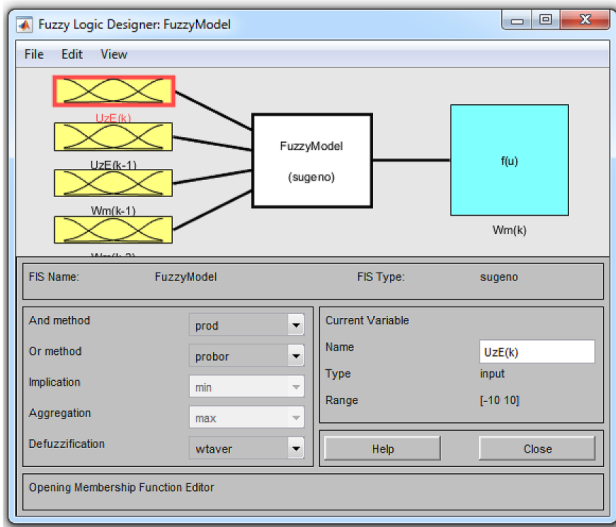 Fuzzy Logic Designer: FuzzyModel
File Edit View
UzE(k)
UzE(k-1)
Wm(k-1)
FuzzyModel
(sugeno)
f(u)
Wm(k)
FIS Name: FuzzyModel FIS Type: sugeno
And method prod
Or method probor
Implication min
Aggregation max
Defuzzification wtaver
Current Variable
Name UzE(k)
Type input
Range [-10 10]
Help Close
Opening Membership Function Editor